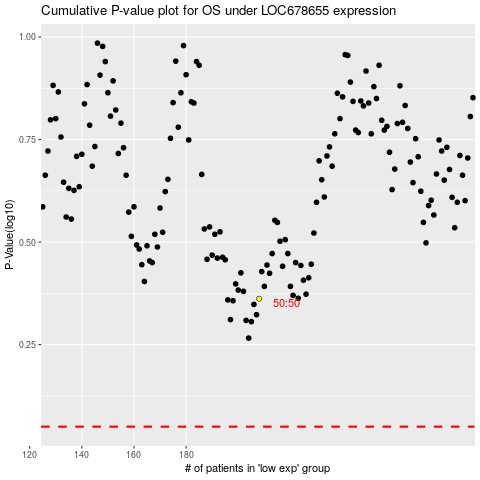 Cumulative P-value plot for OS under LOC678655 expression
P-Value(log10)
1.00
0.75
0.50
0.25
50:50
120 140 160 180
# of patients in 'low exp' group